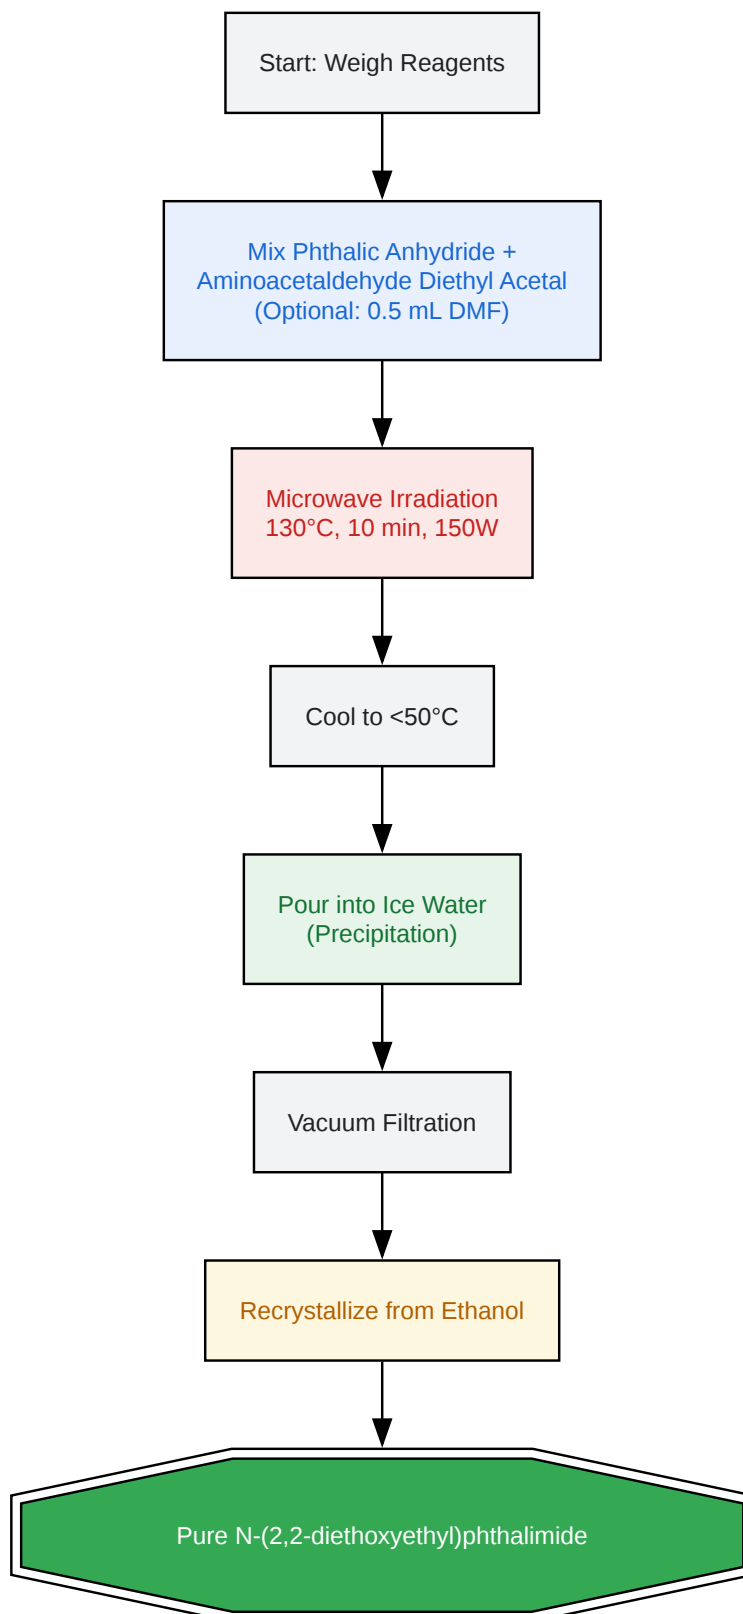 Start: Weigh Reagents
Mix Phthalic Anhydride +
Aminoacetaldehyde Diethyl Acetal
(Optional: 0.5 mL DMF)
Microwave Irradiation
130°C, 10 min, 150W
Cool to <50°C
Pour into Ice Water
(Precipitation)
Vacuum Filtration
Recrystallize from Ethanol
Pure N-(2,2-diethoxyethyl)phthalimide